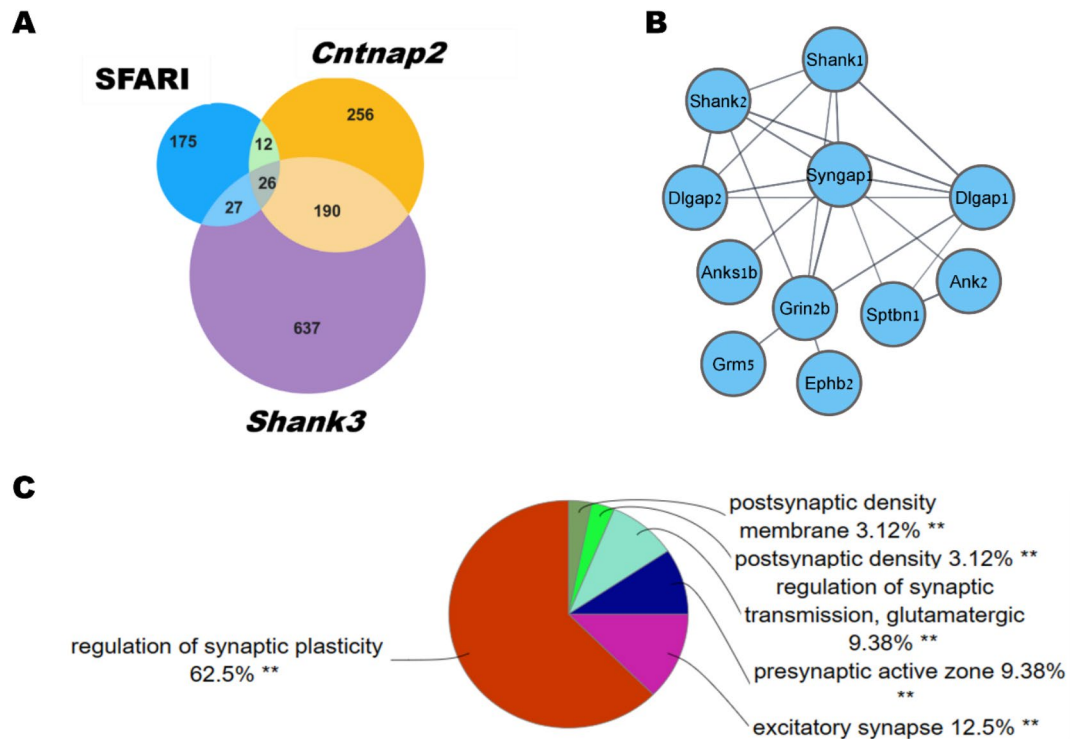 A
SFARI
Cntnap2
175
12
256
26
27
190
637
Shank3
B
Shank1
Shank2
Syngap1
Dlgap2
Dlgap1
Anks1b
Ank2
Grin2b
Sptbn1
Grm5
Ephb2
C
postsynaptic density
membrane 3.12% **
postsynaptic density 3.12% **
regulation of synaptic
transmission, glutamatergic
9.38% **
presynaptic active zone 9.38%
**
excitatory synapse 12.5% **
regulation of synaptic plasticity
62.5% **